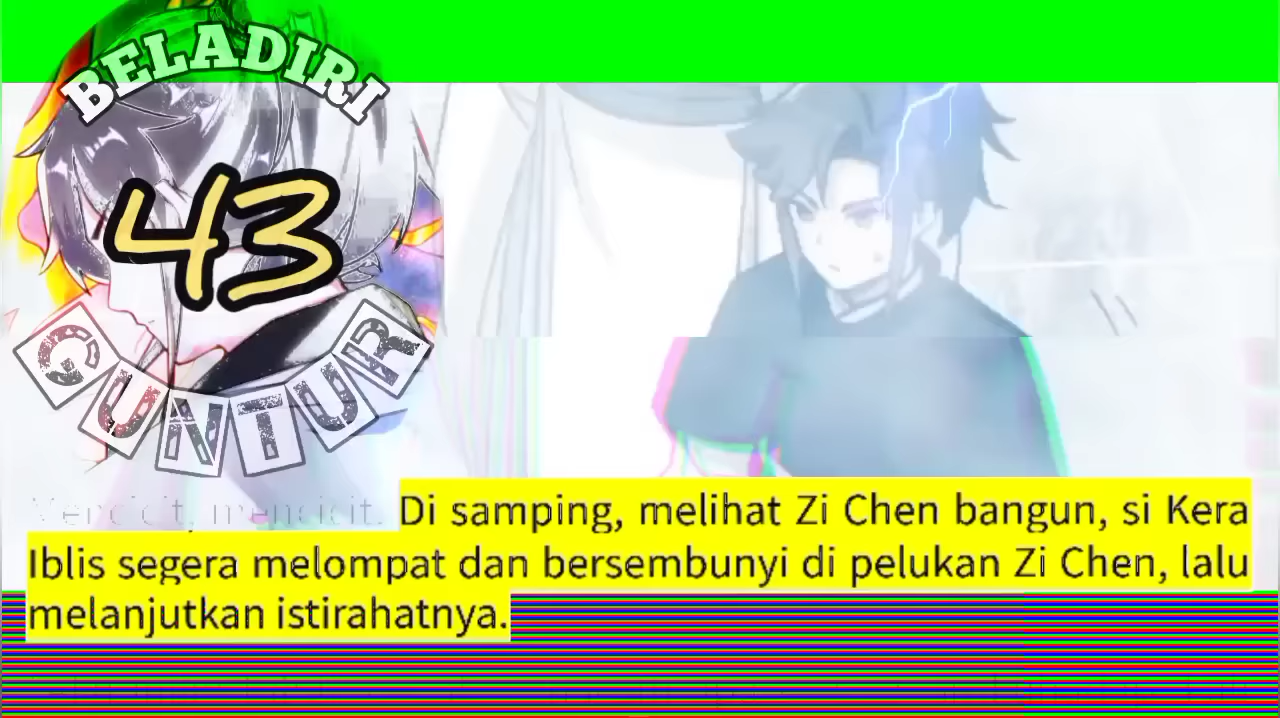 BELADIRI
43
GUNTUR
Di samping, melihat Zi Chen bangun, si Kera
Iblis segera melompat dan bersembunyi di pelukan Zi Chen, lalu
melanjutkan istirahatnya.